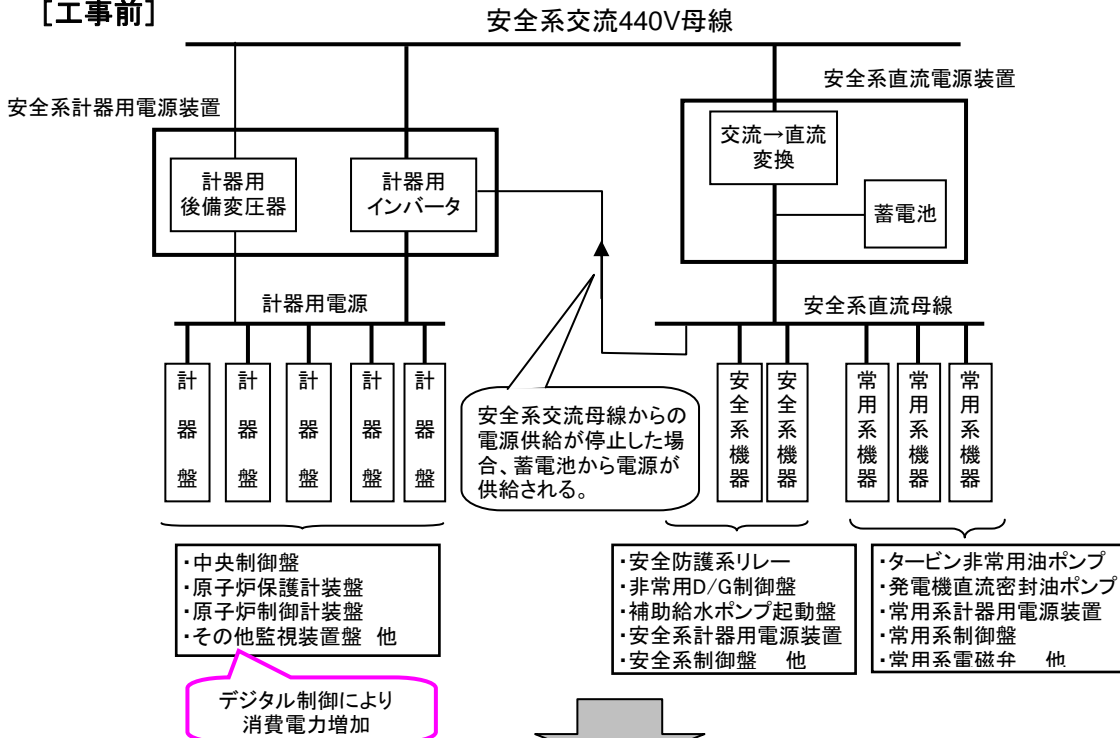 [工事前]
安全系交流440V母線
安全系計器用電源装置
安全系直流電源装置
計器用
後備変圧器
計器用
インバータ
交流→直流
変換
蓄電池
計器用電源
安全系直流母線
計器盤
計器盤
計器盤
計器盤
計器盤
安全系交流母線からの
電源供給が停止した場
合、蓄電池から電源が
供給される。
安全系機器
安全系機器
常用系機器
常用系機器
常用系機器
・中央制御盤
・原子炉保護計装盤
・原子炉制御計装盤
・その他監視装置盤 他
・安全防護系リレー
・非常用D/G制御盤
・補助給水ポンプ起動盤
・安全系計器用電源装置
・安全系制御盤 他
・タービン非常用油ポンプ
・発電機直流密封油ポンプ
・常用系計器用電源装置
・常用系制御盤
・常用系電磁弁 他
デジタル制御により
消費電力増加